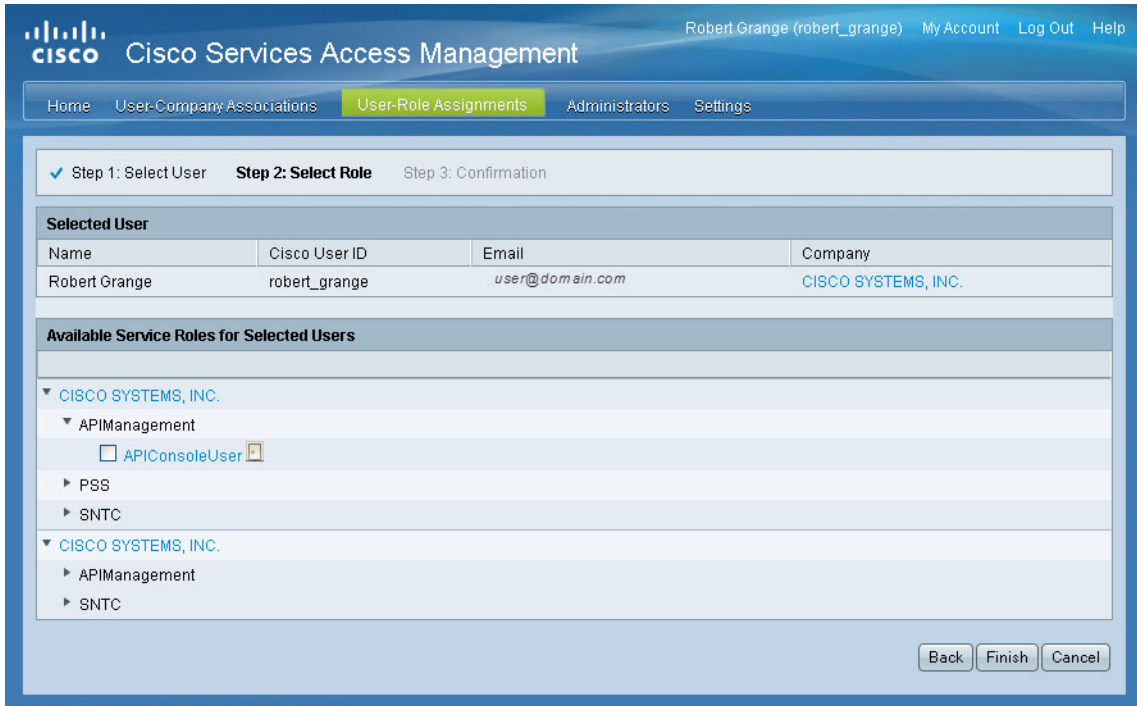 Robert Grange (robert_grange) My Account Log Out Help
CISCO Cisco Services Access Management
Home User-Company Associations User-Role Assignments Administrators Settings
Step 1: Select User Step 2: Select Role Step 3: Confirmation
Selected User
Name Cisco User ID Email Company
Robert Grange robert_grange user@domain.com CISCO SYSTEMS, INC.
Available Service Roles for Selected Users
CISCO SYSTEMS, INC.
APIManagement
APIConsoleUser
PSS
SNTC
CISCO SYSTEMS, INC.
APIManagement
SNTC
Back Finish Cancel